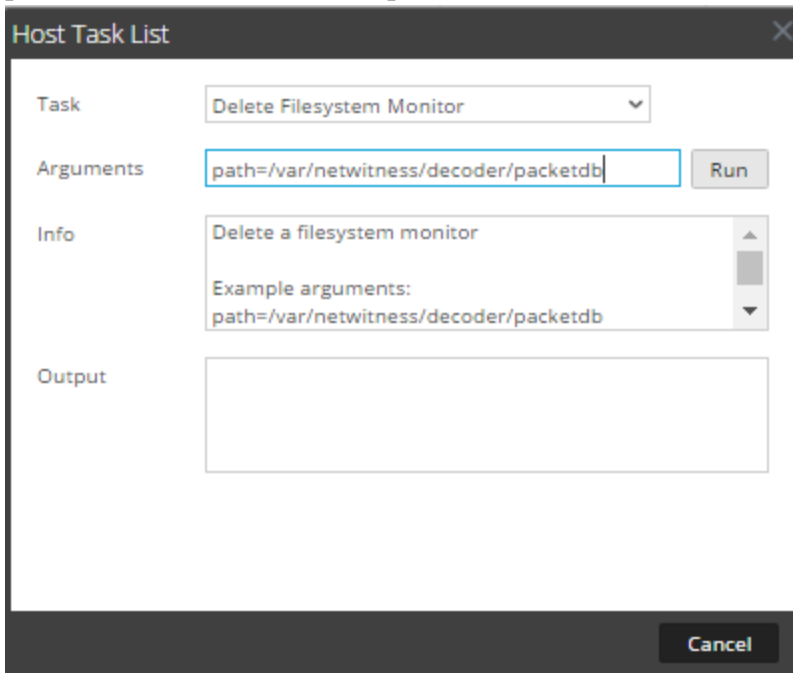 Host Task List
Task
Delete Filesystem Monitor
Arguments
path=/var/netwitness/decoder/packetdb
Run
Info
Delete a filesystem monitor
Example arguments:
path=/var/netwitness/decoder/packetdb
Output
Cancel